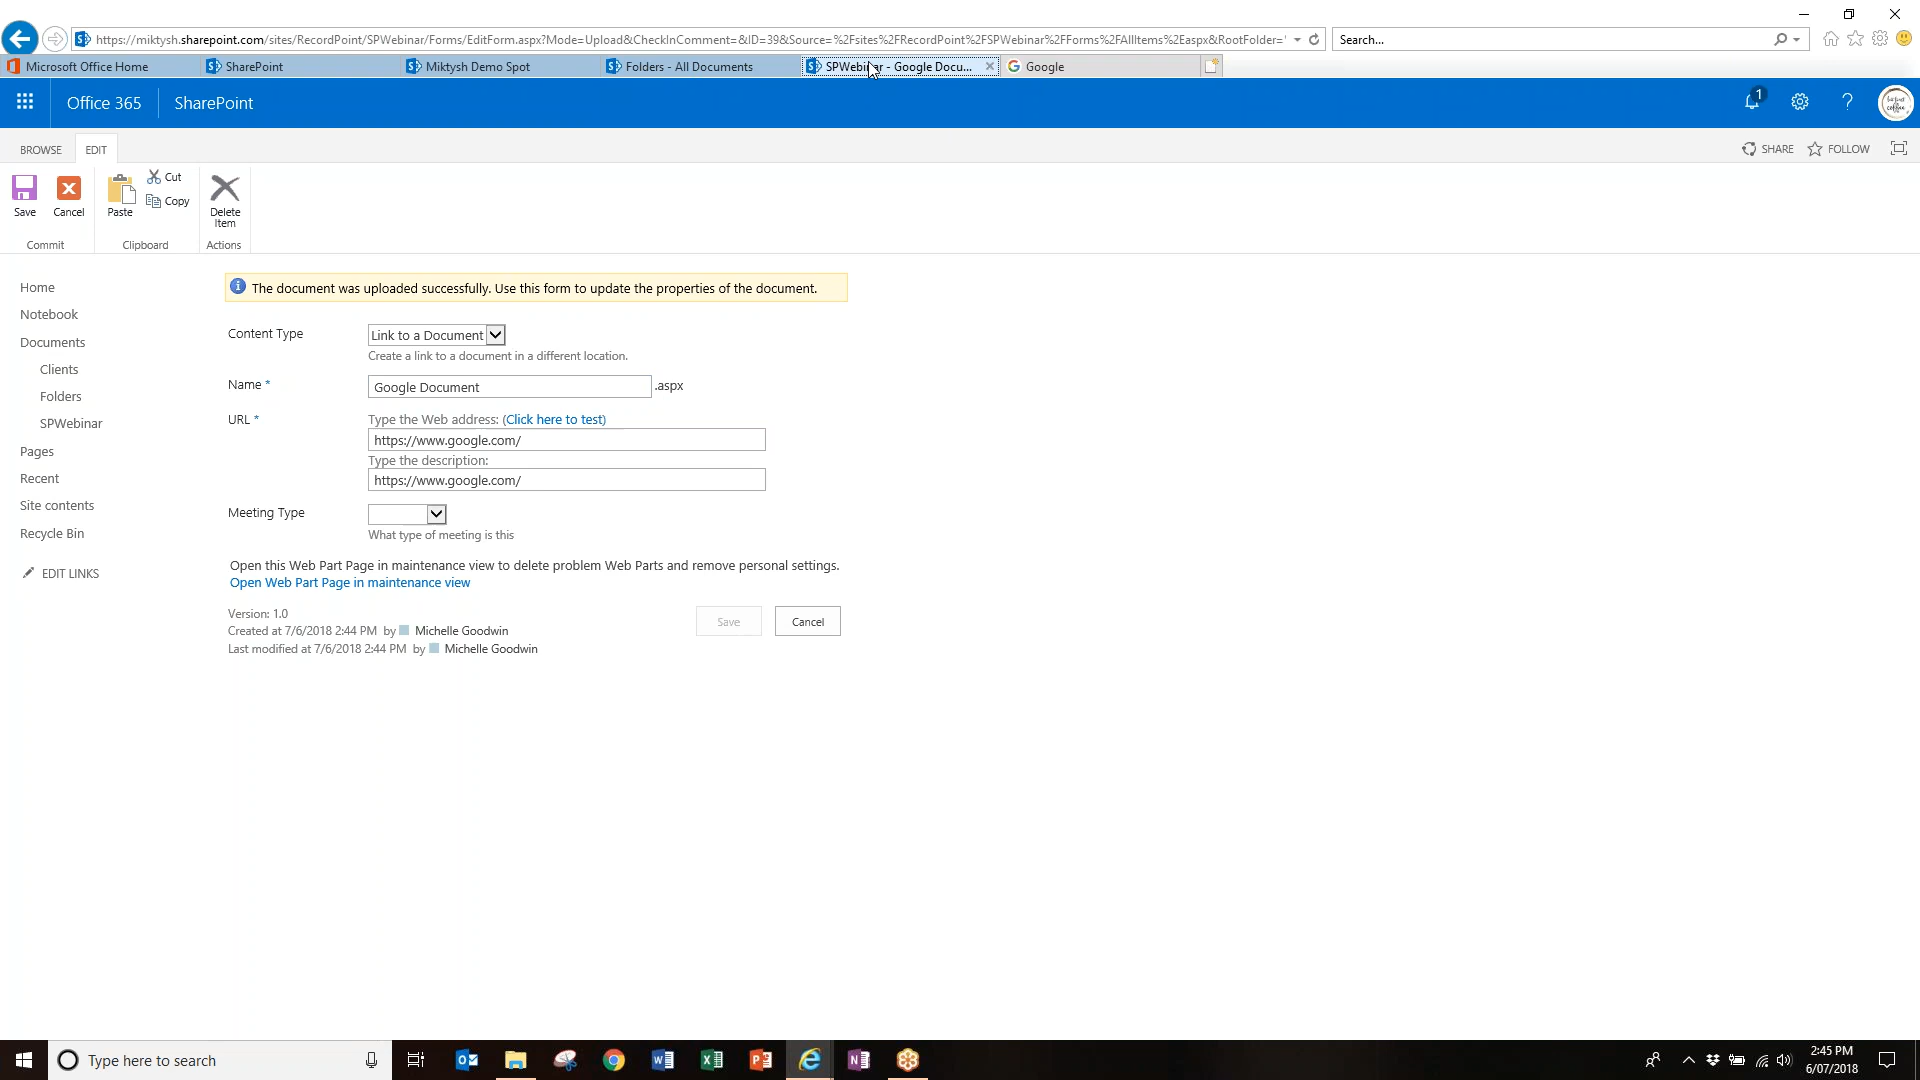 https://miktysh.sharepoint.com/sites/RecordPoint/SPWebinar/Forms/EditForm.aspx?Mode=Upload&CheckInComment=&ID=39&Source=%2Fsites%2FRecordPoint%2FSPWebinar%2FForms%2FAllItems%2Easpx&RootFolder=' Search...
Microsoft Office Home SharePoint Miktysh Demo Spot Folders - All Documents SPWebinar - Google Docu... Google
Office 365 SharePoint 1 ?
BROWSE EDIT SHARE FOLLOW
Save Cancel Paste Cut Copy Delete Item
Commit Clipboard Actions
Home
Notebook
Documents
Clients
Folders
SPWebinar
Pages
Recent
Site contents
Recycle Bin
EDIT LINKS
The document was uploaded successfully. Use this form to update the properties of the document.
Content Type Link to a Document
Create a link to a document in a different location.
Name * Google Document .aspx
URL * Type the Web address: (Click here to test)
https://www.google.com/
Type the description:
https://www.google.com/
Meeting Type
What type of meeting is this
Open this Web Part Page in maintenance view to delete problem Web Parts and remove personal settings.
Open Web Part Page in maintenance view
Version: 1.0
Created at 7/6/2018 2:44 PM by Michelle Goodwin
Last modified at 7/6/2018 2:44 PM by Michelle Goodwin
Save Cancel
Type here to search
2:45 PM
6/07/2018